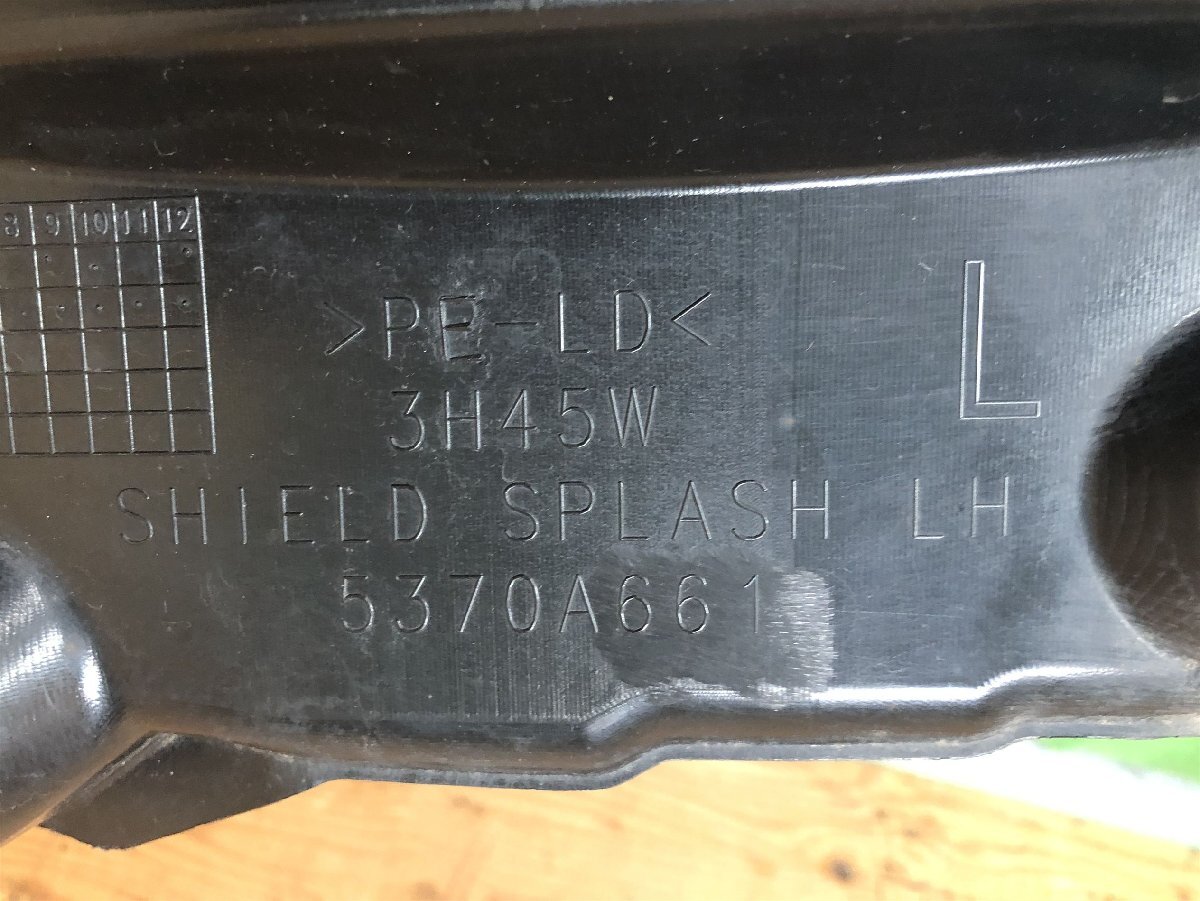 8 9 10 11 12
>PE-LD<
L
3H45W
SHIELD SPLASH LH
5370A661